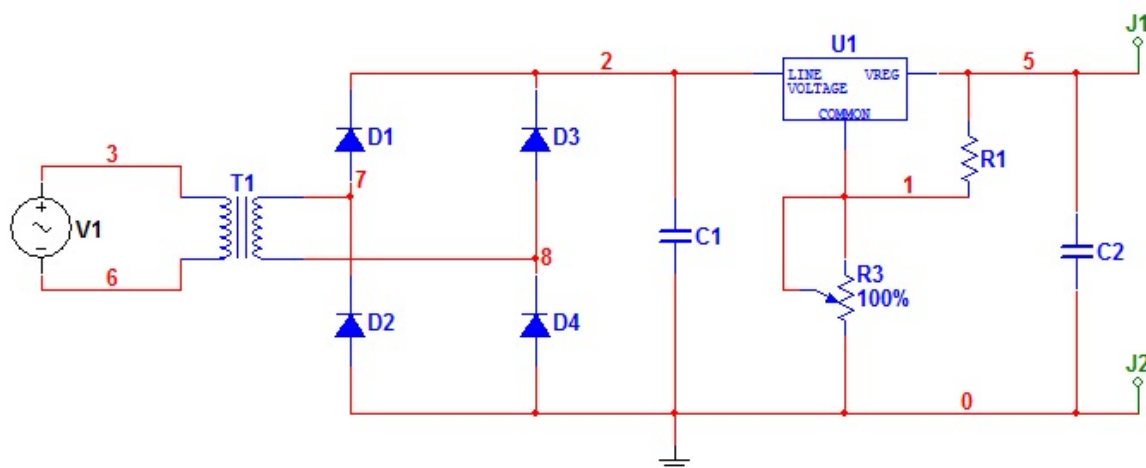 J1
2
U1
5
LINE
VOLTAGE
VREG
COMMON
D1
D3
3
T1
7
R1
1
V1
C1
8
C2
6
R3
100%
D2
D4
J2
0